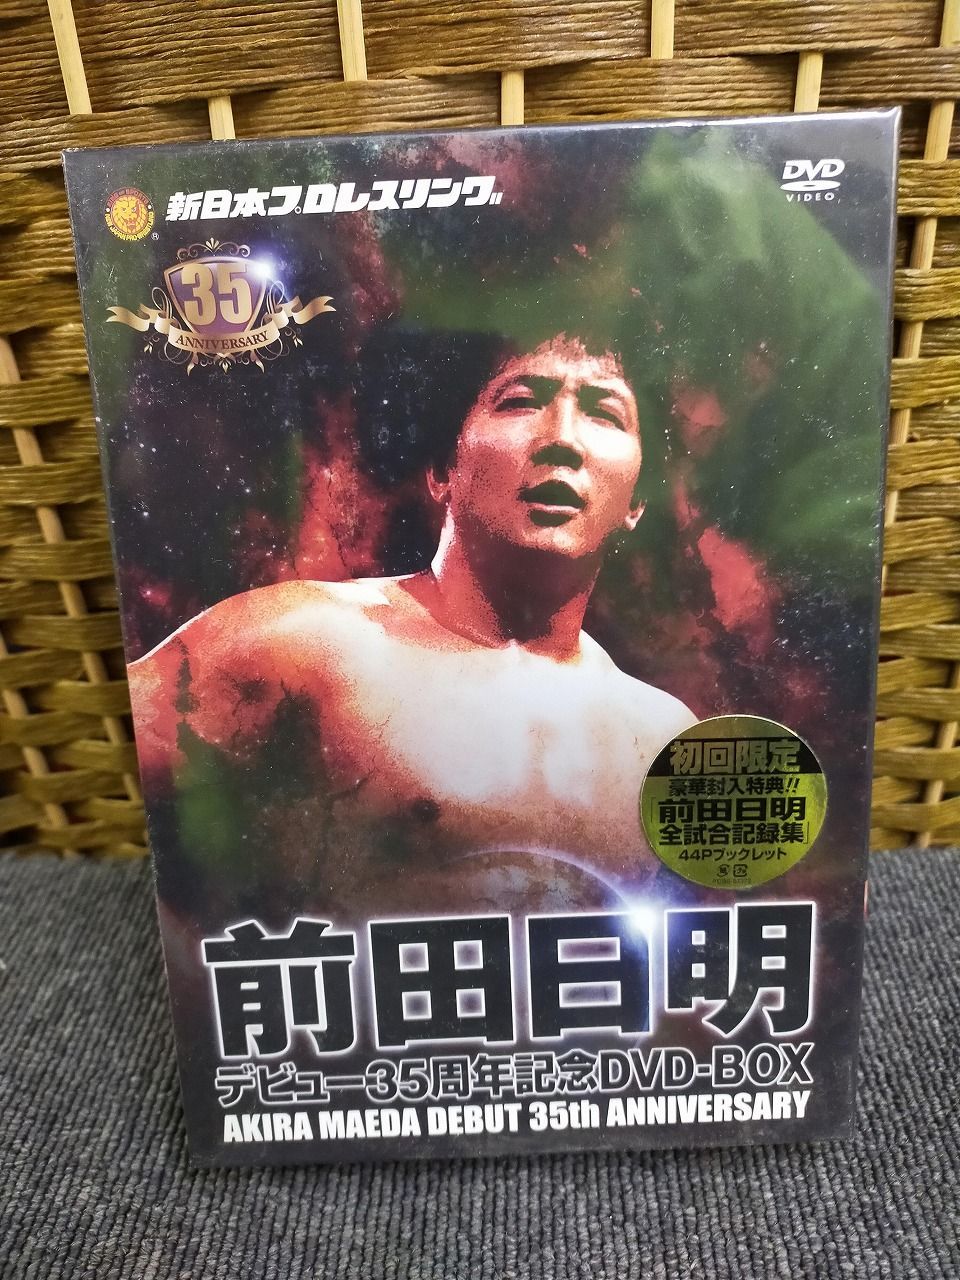 新日本プロレスリング
DVD
VIDEO
35
ANNIVERSARY
初回限定
豪華封入特典!!
「前田日明
全試合記録集」
44Pブックレット
前田日明
デビュー35周年記念DVD-BOX
AKIRA MAEDA DEBUT 35th ANNIVERSARY